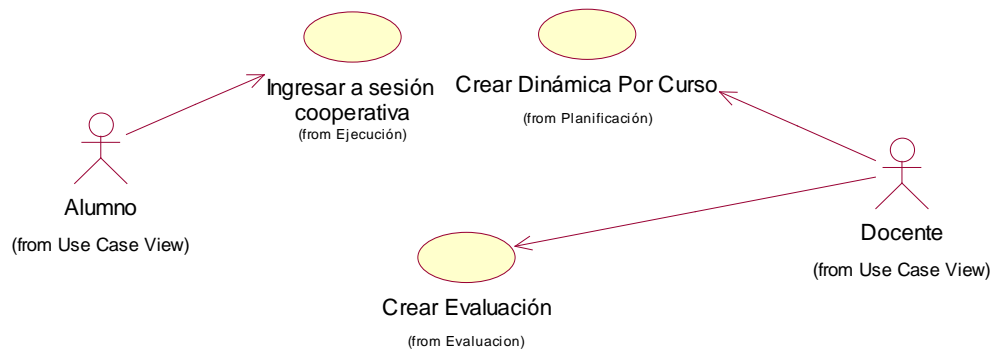 Ingresar a sesión
cooperativa
(from Ejecución)
Crear Dinámica Por Curso
(from Planificación)
Alumno
(from Use Case View)
Docente
(from Use Case View)
Crear Evaluación
(from Evaluacion)